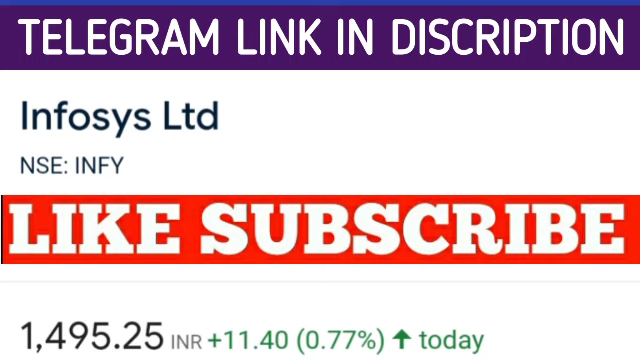 TELEGRAM LINK IN DISCRIPTION
Infosys Ltd
NSE: INFY
LIKE SUBSCRIBE
1,495.25 INR +11.40 (0.77%) ↑ today